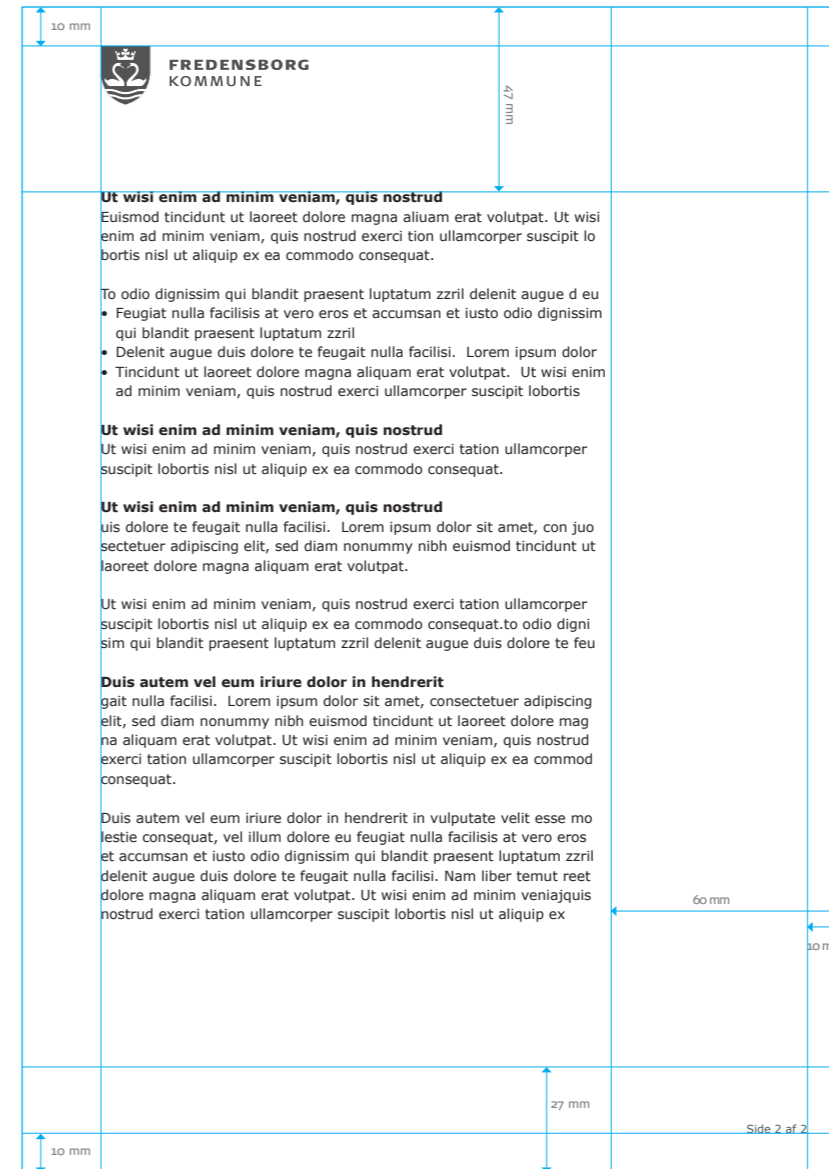 10 mm
FREDENSBORG
KOMMUNE
47 mm
Ut wisi enim ad minim veniam, quis nostrud
Euismod tincidunt ut laoreet dolore magna aliuam erat volutpat. Ut wisi
enim ad minim veniam, quis nostrud exerci tion ullamcorper suscipit lo
bortis nisl ut aliquip ex ea commodo consequat.
To odio dignissim qui blandit praesent luptatum zzril delenit augue d eu
• Feugiat nulla facilisis at vero eros et accumsan et iusto odio dignissim
qui blandit praesent luptatum zzril
• Delenit augue duis dolore te feugait nulla facilisi.  Lorem ipsum dolor
• Tincidunt ut laoreet dolore magna aliquam erat volutpat.  Ut wisi enim
ad minim veniam, quis nostrud exerci ullamcorper suscipit lobortis
Ut wisi enim ad minim veniam, quis nostrud
Ut wisi enim ad minim veniam, quis nostrud exerci tation ullamcorper
suscipit lobortis nisl ut aliquip ex ea commodo consequat.
Ut wisi enim ad minim veniam, quis nostrud
uis dolore te feugait nulla facilisi.  Lorem ipsum dolor sit amet, con juo
sectetuer adipiscing elit, sed diam nonummy nibh euismod tincidunt ut
laoreet dolore magna aliquam erat volutpat.
Ut wisi enim ad minim veniam, quis nostrud exerci tation ullamcorper
suscipit lobortis nisl ut aliquip ex ea commodo consequat.to odio digni
sim qui blandit praesent luptatum zzril delenit augue duis dolore te feu
Duis autem vel eum iriure dolor in hendrerit
gait nulla facilisi.  Lorem ipsum dolor sit amet, consectetuer adipiscing
elit, sed diam nonummy nibh euismod tincidunt ut laoreet dolore mag
na aliquam erat volutpat. Ut wisi enim ad minim veniam, quis nostrud
exerci tation ullamcorper suscipit lobortis nisl ut aliquip ex ea commod
consequat.
Duis autem vel eum iriure dolor in hendrerit in vulputate velit esse mo
lestie consequat, vel illum dolore eu feugiat nulla facilisis at vero eros
et accumsan et iusto odio dignissim qui blandit praesent luptatum zzril
delenit augue duis dolore te feugait nulla facilisi. Nam liber temut reet
dolore magna aliquam erat volutpat. Ut wisi enim ad minim veniajquis
nostrud exerci tation ullamcorper suscipit lobortis nisl ut aliquip ex
60 mm
10
27 mm
Side 2 af 2
10 mm